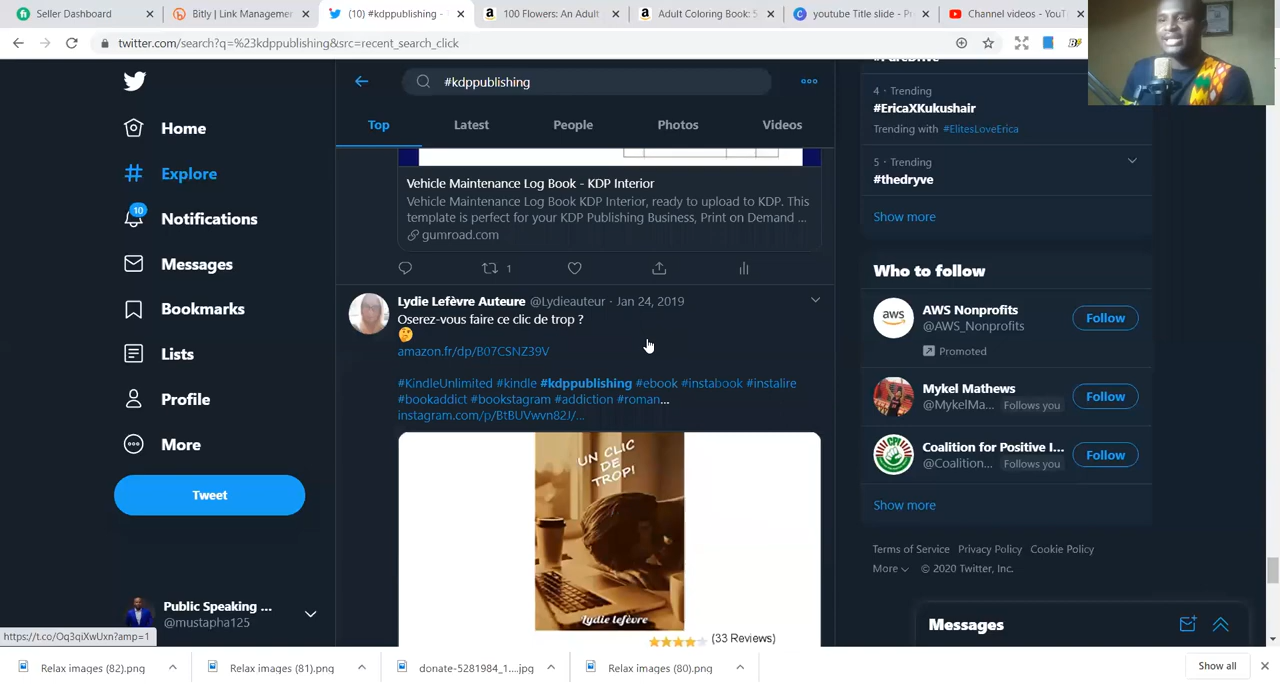 Seller Dashboard
Bitly | Link Managemen
(10) #kdppublishing -
100 Flowers: An Adult
Adult Coloring Book: 5
youtube Title slide - P
Channel videos - YouT
twitter.com/search?q=%23kdppublishing&src=recent_search_click
#kdppublishing
Top
Latest
People
Photos
Videos
Home
Explore
10
Notifications
Messages
Bookmarks
Lists
Profile
More
Tweet
Public Speaking ...
@mustapha125
https://t.co/Oq3qiXwUxn?amp=1
Vehicle Maintenance Log Book - KDP Interior
Vehicle Maintenance Log Book KDP Interior, ready to upload to KDP. This
template is perfect for your KDP Publishing Business, Print on Demand ...
gumroad.com
1
Lydie Lefèvre Auteure @Lydieauteur · Jan 24, 2019
Oserez-vous faire ce clic de trop ?
amazon.fr/dp/B07CSNZ39V
#KindleUnlimited #kindle #kdppublishing #ebook #instabook #instalire
#bookaddict #bookstagram #addiction #roman...
instagram.com/p/BtBUVwvn82J/...
UN CLIC
DE
TROP!
Lydie lefèvre
(33 Reviews)
4 · Trending
#EricaXKukushair
Trending with #ElitesLoveErica
5 · Trending
#thedryve
Show more
Who to follow
aws
AWS Nonprofits
@AWS_Nonprofits
Follow
Promoted
Mykel Mathews
@MykelMa... Follows you
Follow
Coalition for Positive I...
@Coalition... Follows you
Follow
Show more
Terms of Service Privacy Policy Cookie Policy
More © 2020 Twitter, Inc.
Messages
Relax images (82).png
Relax images (81).png
donate-5281984_1....jpg
Relax images (80).png
Show all